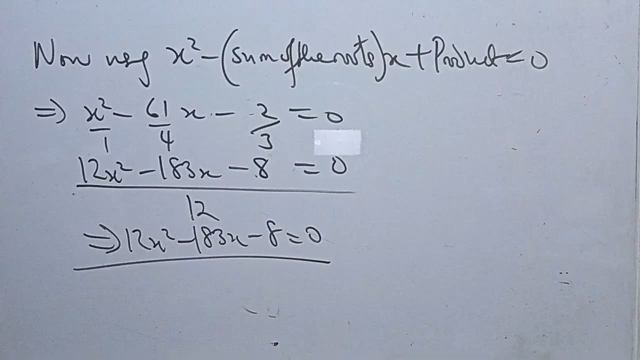 Now using x² - (sum of the roots)x + Product = 0
⇒ x²/1 - 61/4 x - 2/3 = 0
12x² - 183x - 8 = 0
12
⇒ 12x² - 183x - 8 = 0